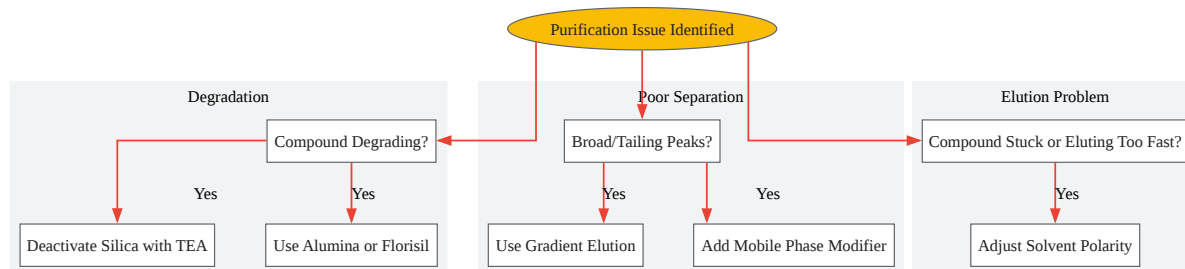 Purification Issue Identified
Degradation
Poor Separation
Elution Problem
Compound Degrading?
Broad/Tailing Peaks?
Compound Stuck or Eluting Too Fast?
Yes
Yes
Yes
Yes
Yes
Deactivate Silica with TEA
Use Alumina or Florisil
Use Gradient Elution
Add Mobile Phase Modifier
Adjust Solvent Polarity